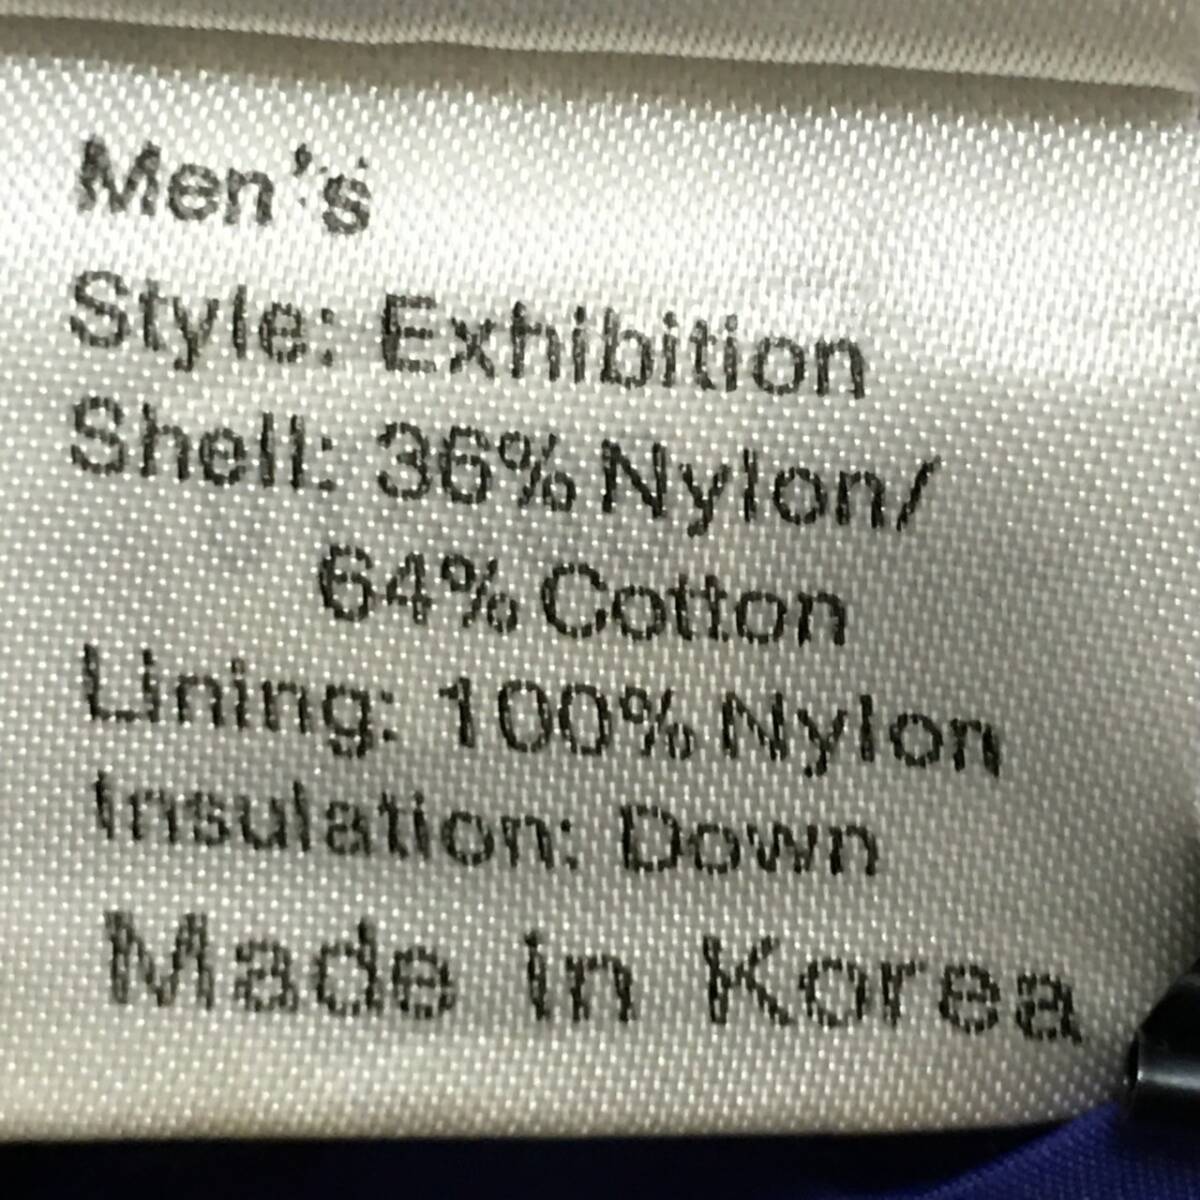 Men's
Style: Exhibition
Shell: 36% Nylon/
64% Cotton
Lining: 100% Nylon
Insulation: Down
Made in Korea